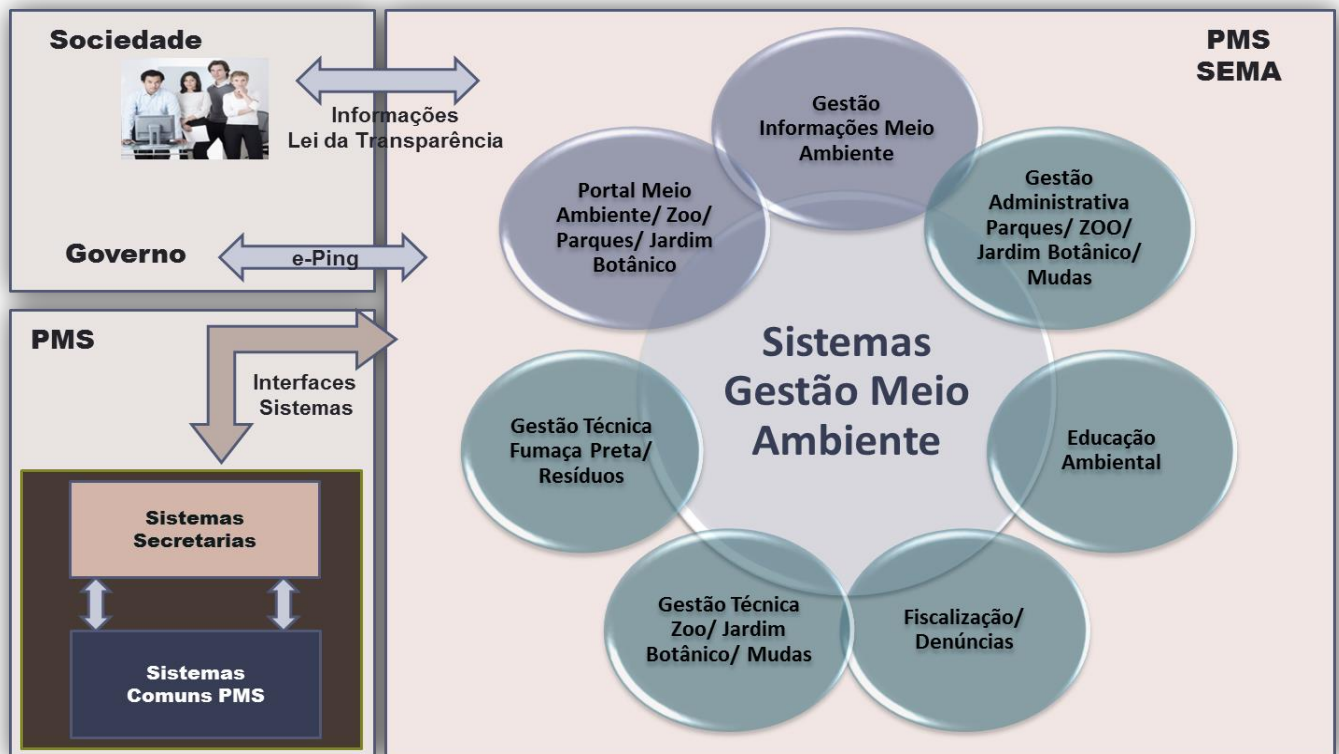 Sociedade
Informações
Lei da Transparência
Governo
e-Ping
PMS
Interfaces
Sistemas
Sistemas
Secretarias
Sistemas
Comuns PMS
PMS
SEMA
Gestão
Informações Meio
Ambiente
Gestão
Administrativa
Parques/ ZOO/
Jardim Botânico/
Mudas
Educação
Ambiental
Fiscalização/
Denúncias
Gestão Técnica
Zoo/ Jardim
Botânico/ Mudas
Gestão Técnica
Fumaça Preta/
Resíduos
Portal Meio
Ambiente/ Zoo/
Parques/ Jardim
Botânico
Sistemas
Gestão Meio
Ambiente